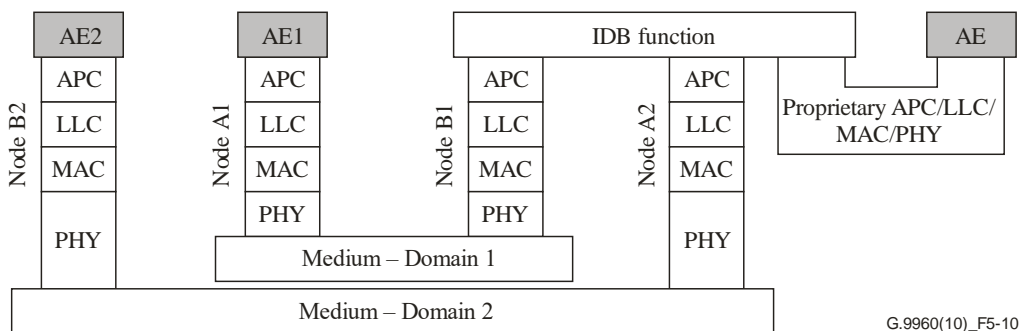 AE2
AE1
IDB function
AE
Node B2
APC
LLC
MAC
PHY
Node A1
APC
LLC
MAC
PHY
Node B1
APC
LLC
MAC
PHY
Node A2
APC
LLC
MAC
PHY
Proprietary APC/LLC/
MAC/PHY
Medium – Domain 1
Medium – Domain 2
G.9960(10)_F5-10